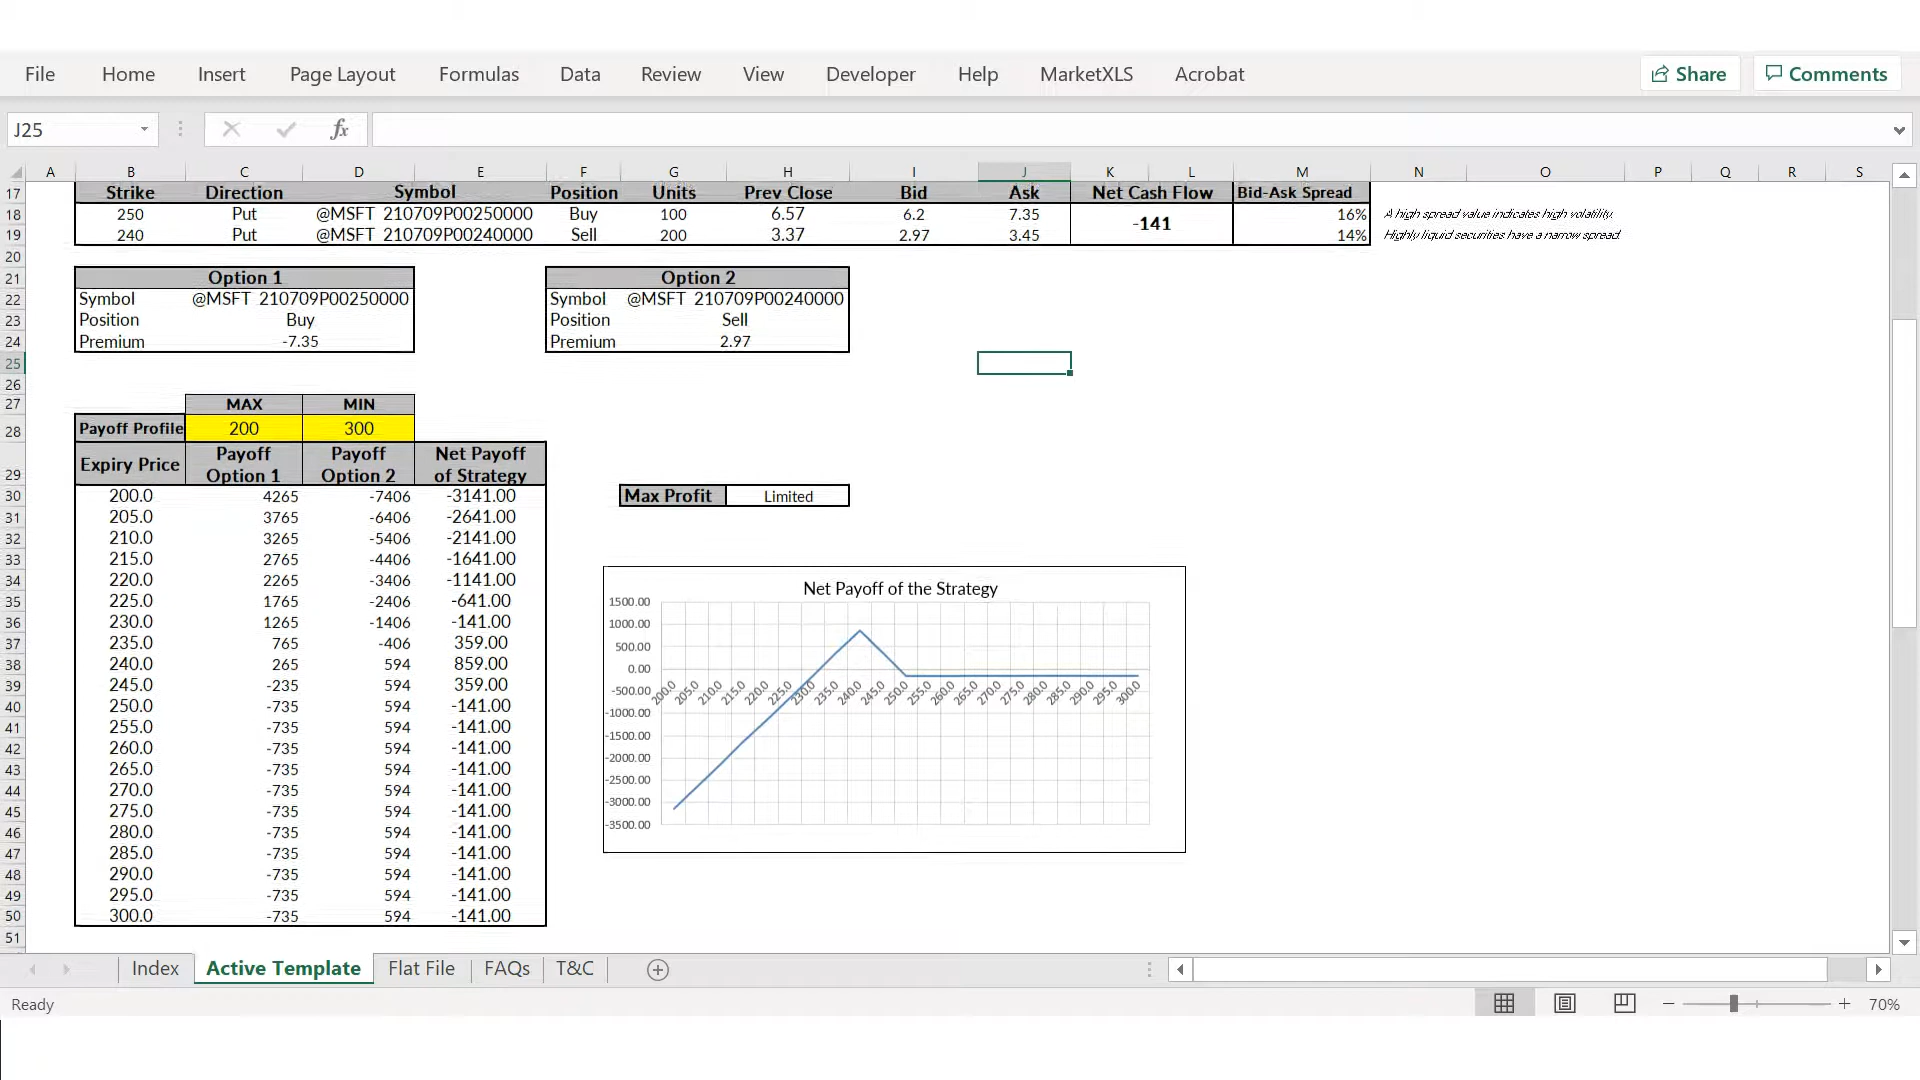 File Home Insert Page Layout Formulas Data Review View Developer Help MarketXLS Acrobat Share Comments
J25 fx
A B C D E F G H I J K L M N O P Q R S
17 Strike Direction Symbol Position Units Prev Close Bid Ask Net Cash Flow Bid-Ask Spread
18 250 Put @MSFT 210709P00250000 Buy 100 6.57 6.2 7.35 -141 16% A high spread value indicates high volatility.
19 240 Put @MSFT 210709P00240000 Sell 200 3.37 2.97 3.45 14% Highly liquid securities have a narrow spread.
20
21 Option 1 Option 2
22 Symbol @MSFT 210709P00250000 Symbol @MSFT 210709P00240000
23 Position Buy Position Sell
24 Premium -7.35 Premium 2.97
25
26
27 MAX MIN
28 Payoff Profile 200 300
29 Expiry Price Payoff Option 1 Payoff Option 2 Net Payoff of Strategy
30 200.0 4265 -7406 -3141.00 Max Profit Limited
31 205.0 3765 -6406 -2641.00
32 210.0 3265 -5406 -2141.00
33 215.0 2765 -4406 -1641.00
34 220.0 2265 -3406 -1141.00
35 225.0 1765 -2406 -641.00
36 230.0 1265 -1406 -141.00
37 235.0 765 -406 359.00
38 240.0 265 594 859.00
39 245.0 -235 594 359.00
40 250.0 -735 594 -141.00
41 255.0 -735 594 -141.00
42 260.0 -735 594 -141.00
43 265.0 -735 594 -141.00
44 270.0 -735 594 -141.00
45 275.0 -735 594 -141.00
46 280.0 -735 594 -141.00
47 285.0 -735 594 -141.00
48 290.0 -735 594 -141.00
49 295.0 -735 594 -141.00
50 300.0 -735 594 -141.00
51
Net Payoff of the Strategy
1500.00
1000.00
500.00
0.00
-500.00
-1000.00
-1500.00
-2000.00
-2500.00
-3000.00
-3500.00
200.0 205.0 210.0 215.0 220.0 225.0 230.0 235.0 240.0 245.0 250.0 255.0 260.0 265.0 270.0 275.0 280.0 285.0 290.0 295.0 300.0
Index Active Template Flat File FAQs T&C
Ready 70%